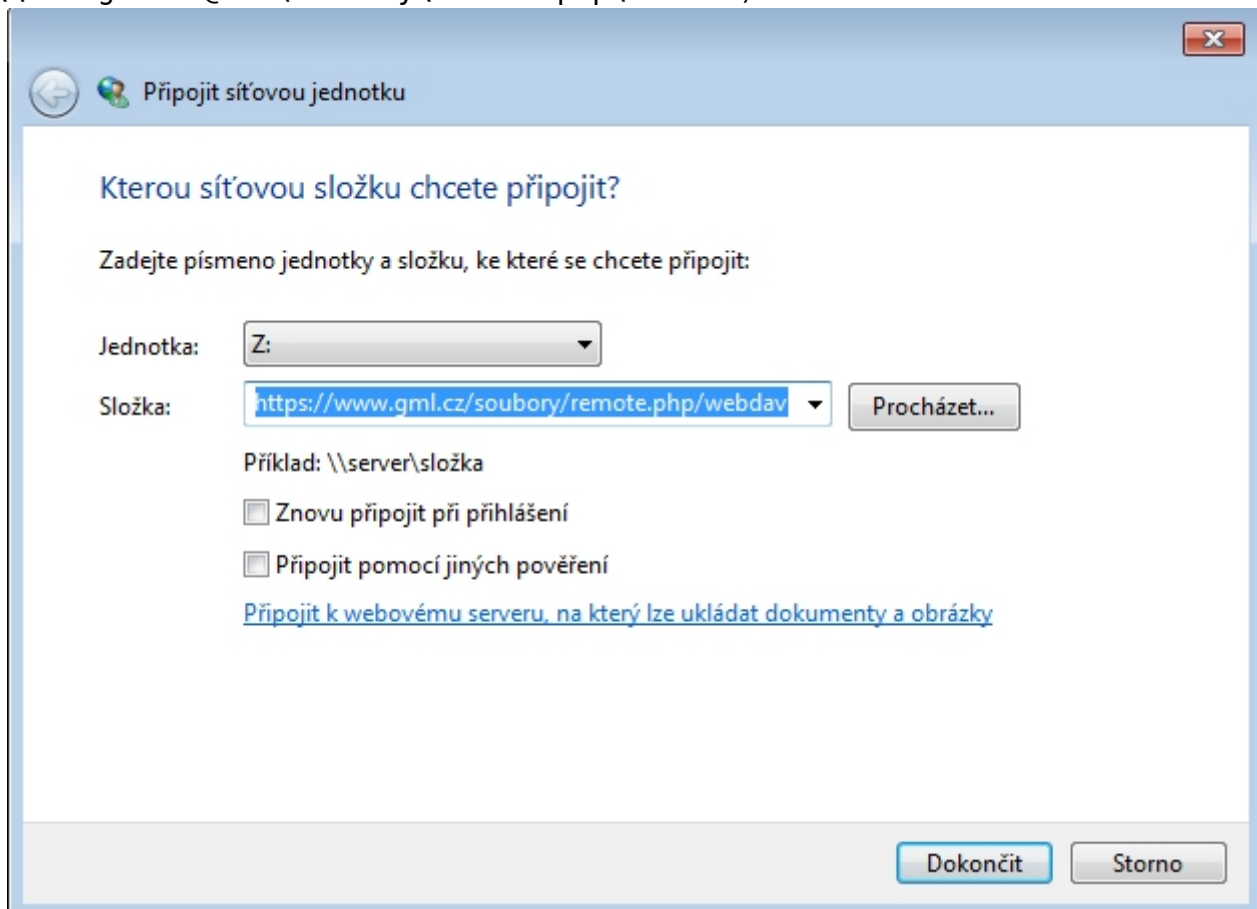 Připojit síťovou jednotku
Kterou síťovou složku chcete připojit?
Zadejte písmeno jednotky a složku, ke které se chcete připojit:
Jednotka: Z:
Složka: https://www.gml.cz/soubory/remote.php/webdav Procházet...
Příklad: \\server\složka
Znovu připojit při přihlášení
Připojit pomocí jiných pověření
Připojit k webovému serveru, na který lze ukládat dokumenty a obrázky
Dokončit Storno